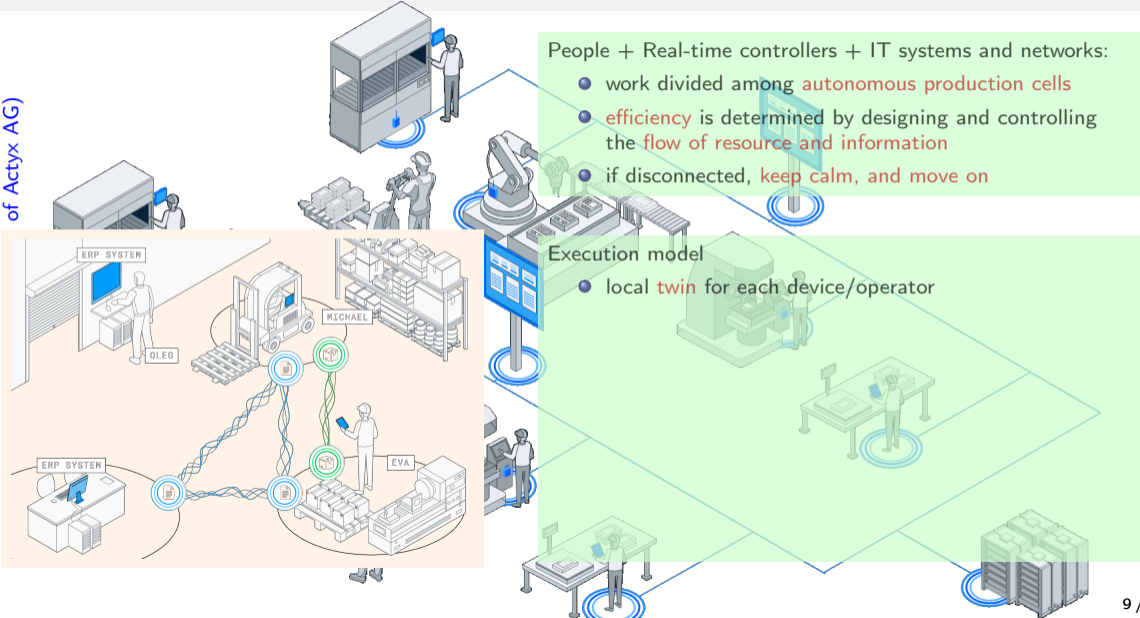 People + Real-time controllers + IT systems and networks:
work divided among autonomous production cells
efficiency is determined by designing and controlling
the flow of resource and information
if disconnected, keep calm, and move on
of Actyx AG)
Execution model
local twin for each device/operator
ERP SYSTEM
OLEG
MICHAEL
ERP SYSTEM
EVA
9 /